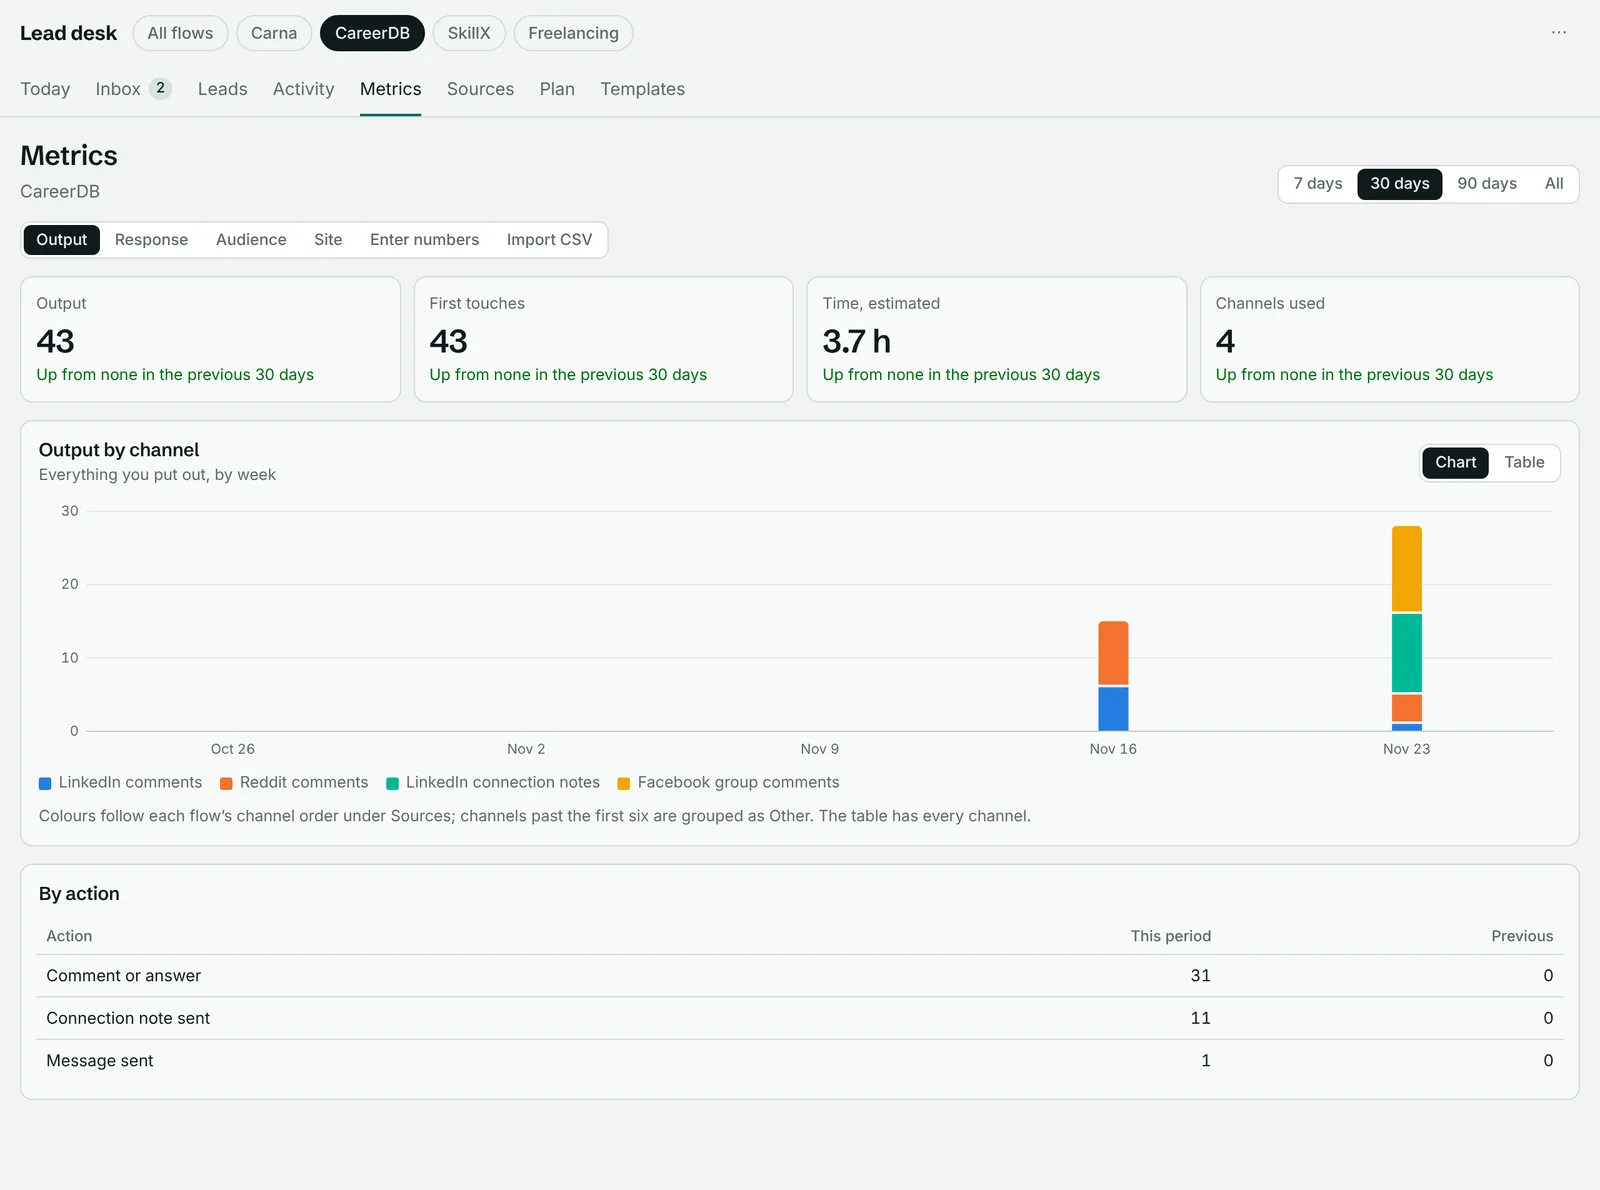 Lead desk All flows Carna CareerDB SkillX Freelancing ...
Today Inbox 2 Leads Activity Metrics Sources Plan Templates
Metrics
CareerDB
7 days 30 days 90 days All
Output Response Audience Site Enter numbers Import CSV
Output
43
Up from none in the previous 30 days
First touches
43
Up from none in the previous 30 days
Time, estimated
3.7 h
Up from none in the previous 30 days
Channels used
4
Up from none in the previous 30 days
Output by channel
Everything you put out, by week
Chart Table
30
20
10
0
Oct 26 Nov 2 Nov 9 Nov 16 Nov 23
LinkedIn comments Reddit comments LinkedIn connection notes Facebook group comments
Colours follow each flow’s channel order under Sources; channels past the first six are grouped as Other. The table has every channel.
By action
Action This period Previous
Comment or answer 31 0
Connection note sent 11 0
Message sent 1 0